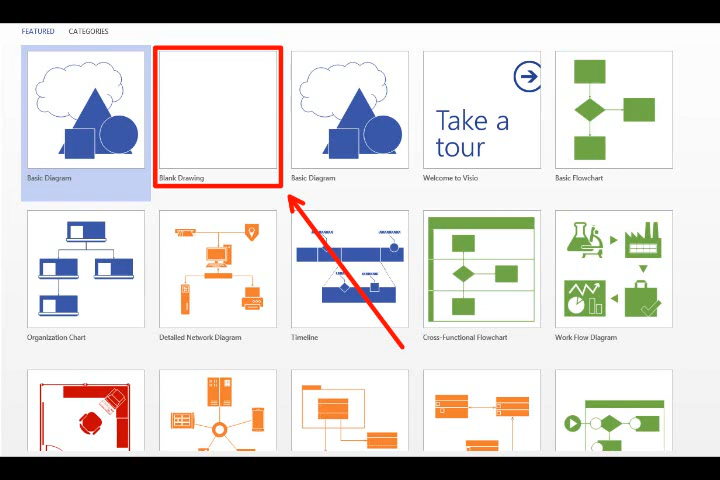 FEATURED CATEGORIES
Take a
tour
Basic Diagram
Blank Drawing
Basic Diagram
Welcome to Visio
Basic Flowchart
Organization Chart
Detailed Network Diagram
Timeline
Cross-Functional Flowchart
Work Flow Diagram